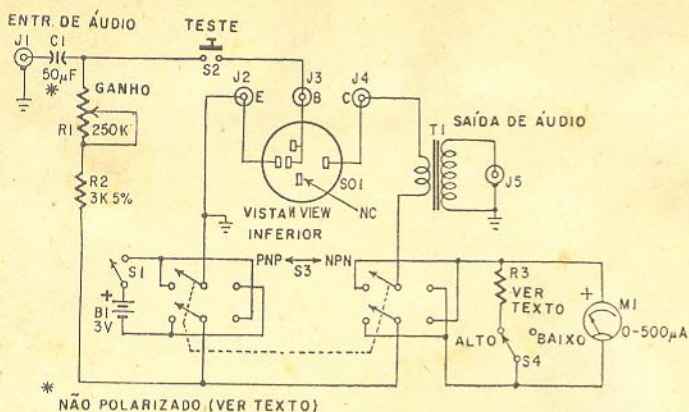 ENTR. DE ÁUDIO
J1
C1
50µF
*
TESTE
S2
GANHO
R1
250K
R2
3K 5%
J2
E
J3
B
J4
C
SO1
NC
VISTA VIEW
INFERIOR
T1
SAÍDA DE ÁUDIO
J5
S1
+
B1
3V
PNP ↔ NPN
S3
R3
VER
TEXTO
ALTO
BAIXO
S4
+
M1
0-500µA
* NÃO POLARIZADO (VER TEXTO)